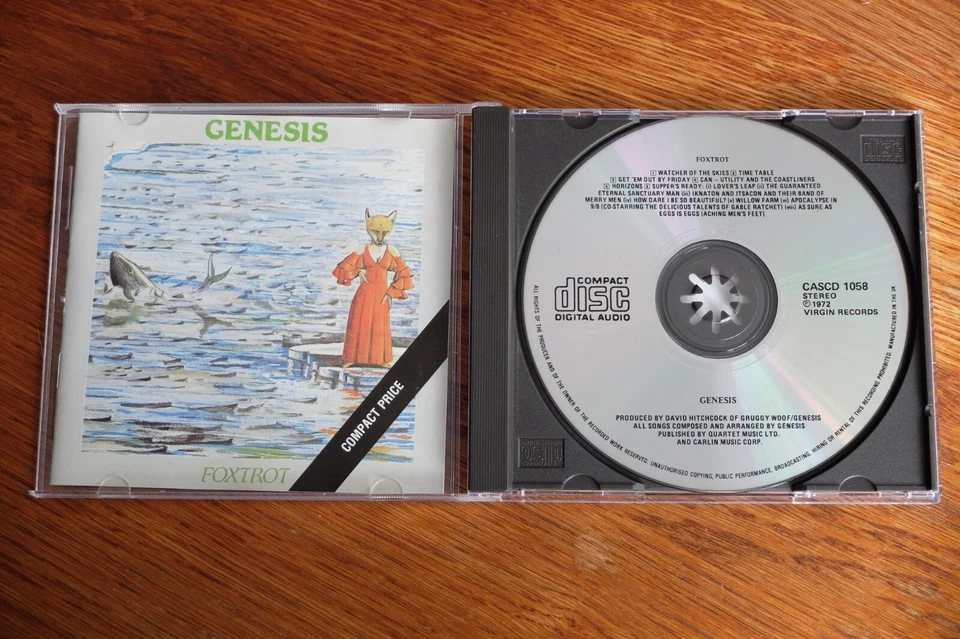 GENESIS
FOXTROT
COMPACT PRICE
FOXTROT
1 WATCHER OF THE SKIES 2 TIME TABLE
3 GET 'EM OUT BY FRIDAY 4 CAN – UTILITY AND THE COASTLINERS
5 HORIZONS 6 SUPPER'S READY: (i) LOVER'S LEAP (ii) THE GUARANTEED
ETERNAL SANCTUARY MAN (iii) IKNATON AND ITSACON AND THEIR BAND OF
MERRY MEN (iv) HOW DARE I BE SO BEAUTIFUL? (v) WILLOW FARM (vi) APOCALYPSE IN
9/8 (CO-STARRING THE DELICIOUS TALENTS OF GABLE RATCHET) (vii) AS SURE AS
EGGS IS EGGS (ACHING MEN'S FEET)
COMPACT
disc
DIGITAL AUDIO
CASCD 1058
STEREO
℗ 1972
VIRGIN RECORDS
GENESIS
PRODUCED BY DAVID HITCHCOCK OF GRUGGY WOOF/GENESIS
ALL SONGS COMPOSED AND ARRANGED BY GENESIS
PUBLISHED BY QUARTET MUSIC LTD.
AND CARLIN MUSIC CORP.
ALL RIGHTS OF THE PRODUCER AND OF THE OWNER OF THE RECORDED WORK RESERVED. UNAUTHORISED COPYING, PUBLIC PERFORMANCE, BROADCASTING, HIRING OR RENTAL OF THIS RECORDING PROHIBITED. MANUFACTURED IN THE UK
disc